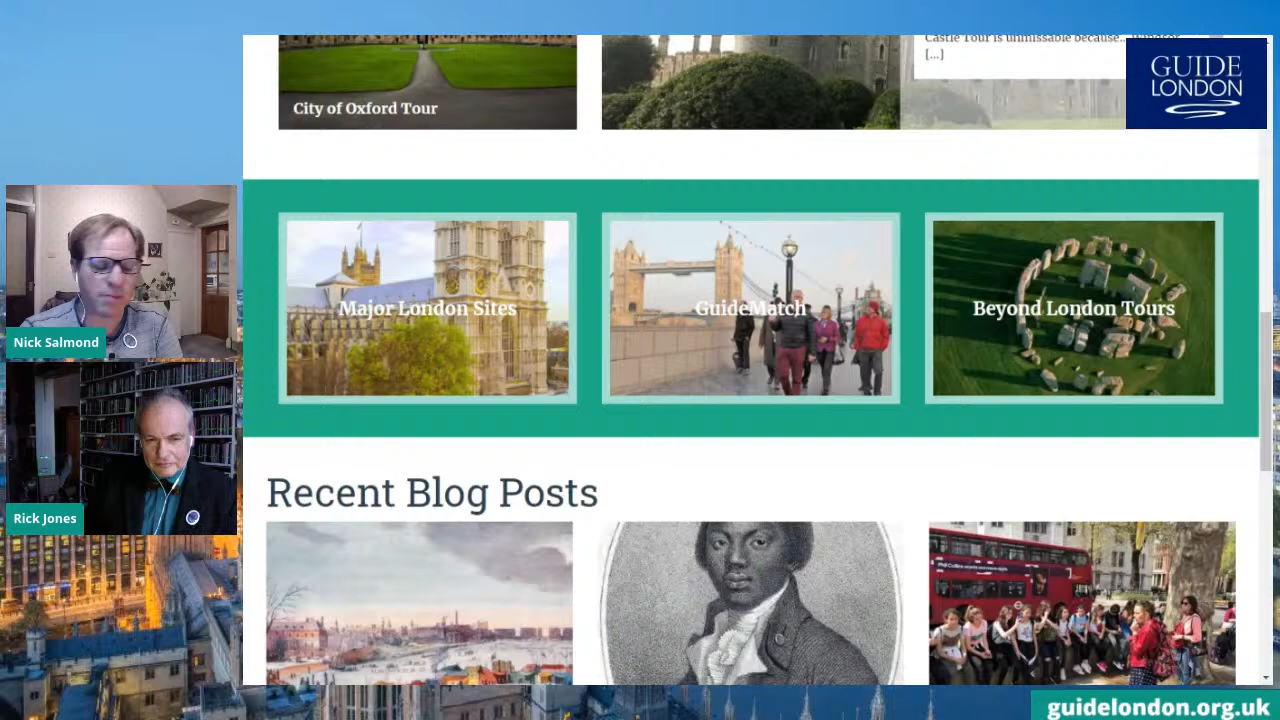 Castle Tour is unmissable because... Windsor
[...]
GUIDE
LONDON
City of Oxford Tour
Major London Sites
GuideMatch
Beyond London Tours
Nick Salmond
Rick Jones
Recent Blog Posts
guidelondon.org.uk